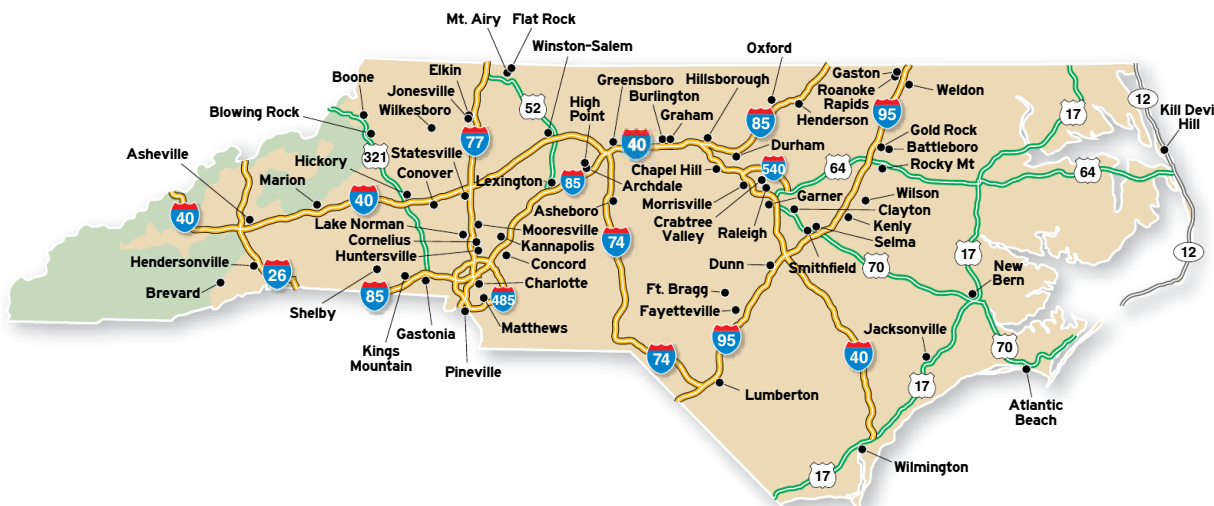 Mt. Airy
Flat Rock
Winston-Salem
Oxford
Boone
Elkin
Jonesville
Wilkesboro
Blowing Rock
Greensboro
Burlington
Graham
Hillsborough
High
Point
Gaston
Roanoke
Rapids
Henderson
Weldon
Kill Devi
Hill
12
17
52
85
95
77
40
321
Asheville
Hickory
Marion
Statesville
Conover
Lexington
85
Archdale
Asheboro
Durham
Chapel Hill
540
64
Gold Rock
Battleboro
Rocky Mt
64
Morrisville
Crabtree
Valley
Raleigh
Garner
Wilson
Clayton
Kenly
Selma
Smithfield
40
40
Lake Norman
Cornelius
Huntersville
Mooresville
Kannapolis
Concord
Charlotte
74
Dunn
70
17
12
New
Bern
Hendersonville
Brevard
26
Shelby
85
Kings
Mountain
Gastonia
Pineville
485
Matthews
Ft. Bragg
Fayetteville
95
74
Lumberton
40
Jacksonville
70
17
Atlantic
Beach
Wilmington
17